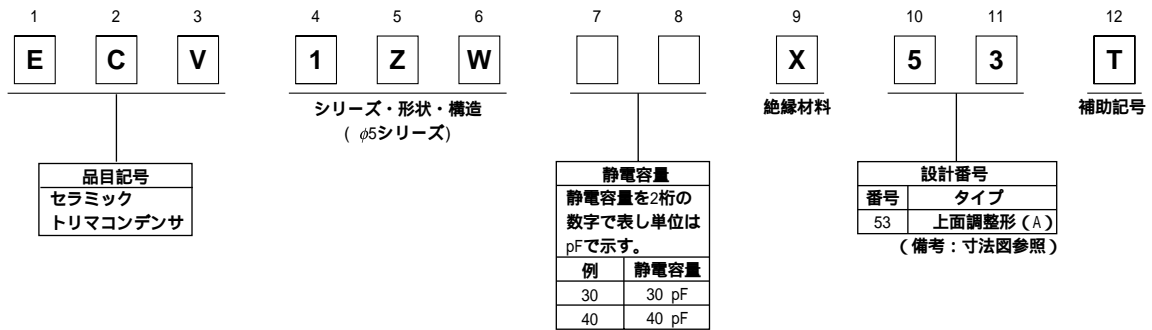 1 2 3 4 5 6 7 8 9 10 11 12
E C V 1 Z W X 5 3 T
シリーズ・形状・構造
( φ5シリーズ)
絶縁材料
補助記号
品目記号
セラミック
トリマコンデンサ
静電容量
静電容量を2桁の
数字で表し単位は
pFで示す。
例 静電容量
30 30 pF
40 40 pF
設計番号
番号 タイプ
53 上面調整形(A)
(備考:寸法図参照)